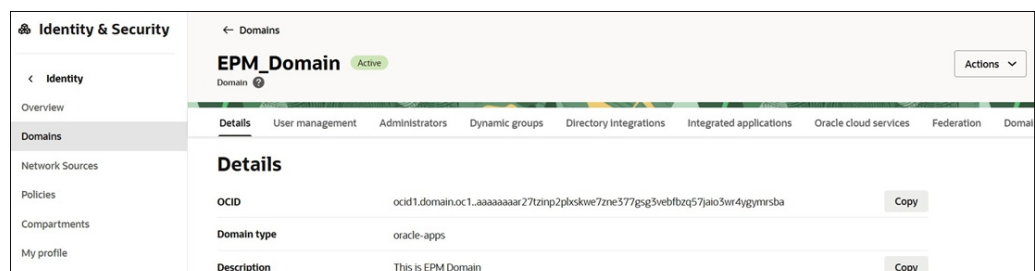 Identity & Security
← Domains
EPM_Domain Active
Domain ?
Actions
< Identity
Overview
Domains
Network Sources
Policies
Compartments
My profile
Details User management Administrators Dynamic groups Directory integrations Integrated applications Oracle cloud services Federation Domai
Details
OCID ocid1.domain.oc1..aaaaaaaar27tzinp2plxskwe7zne377gsg3vebfbzq57jaio3wr4ygymrsba Copy
Domain type oracle-apps
Description This is EPM Domain Copy